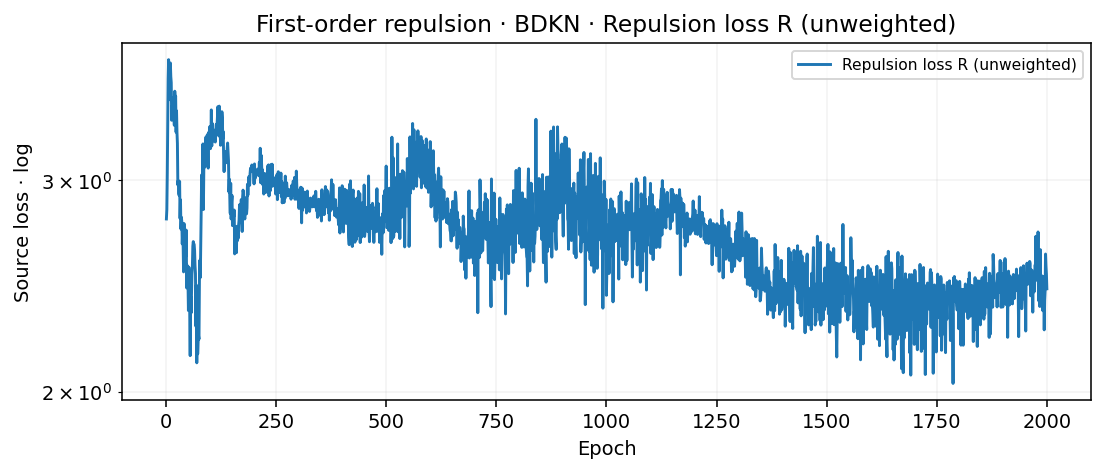 First-order repulsion · BDKN · Repulsion loss R (unweighted)
Repulsion loss R (unweighted)
Source loss · log
3 × 10⁰
2 × 10⁰
0 250 500 750 1000 1250 1500 1750 2000
Epoch